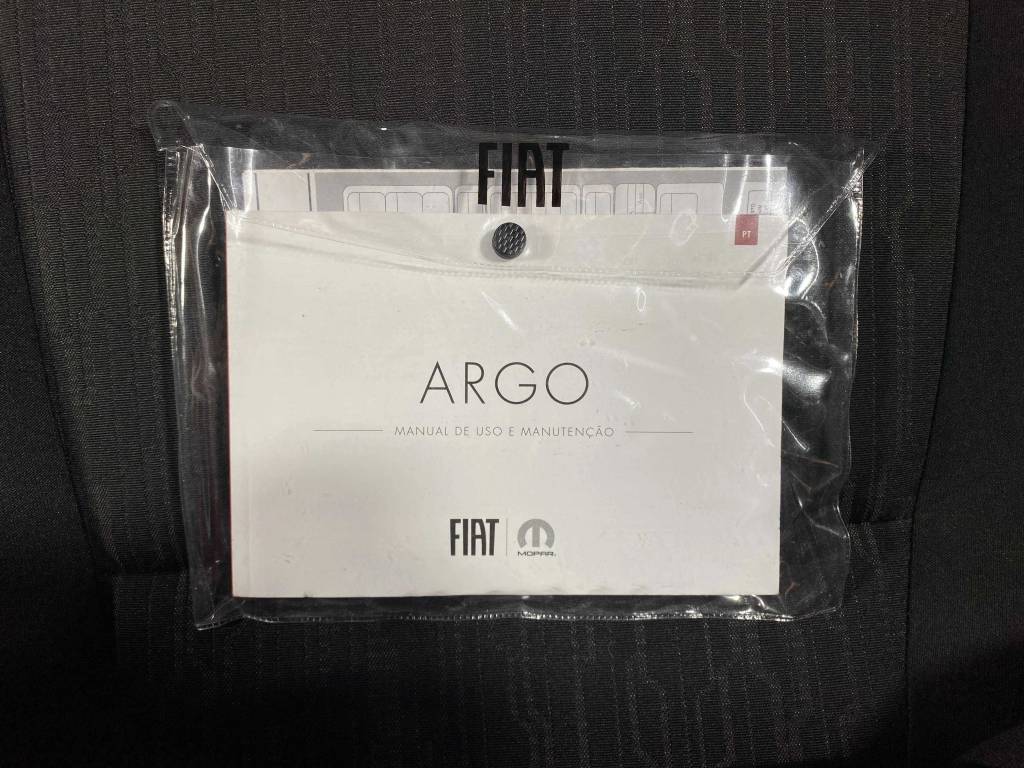 FIAT
PT
ARGO
MANUAL DE USO E MANUTENÇÃO
FIAT
MOPAR®